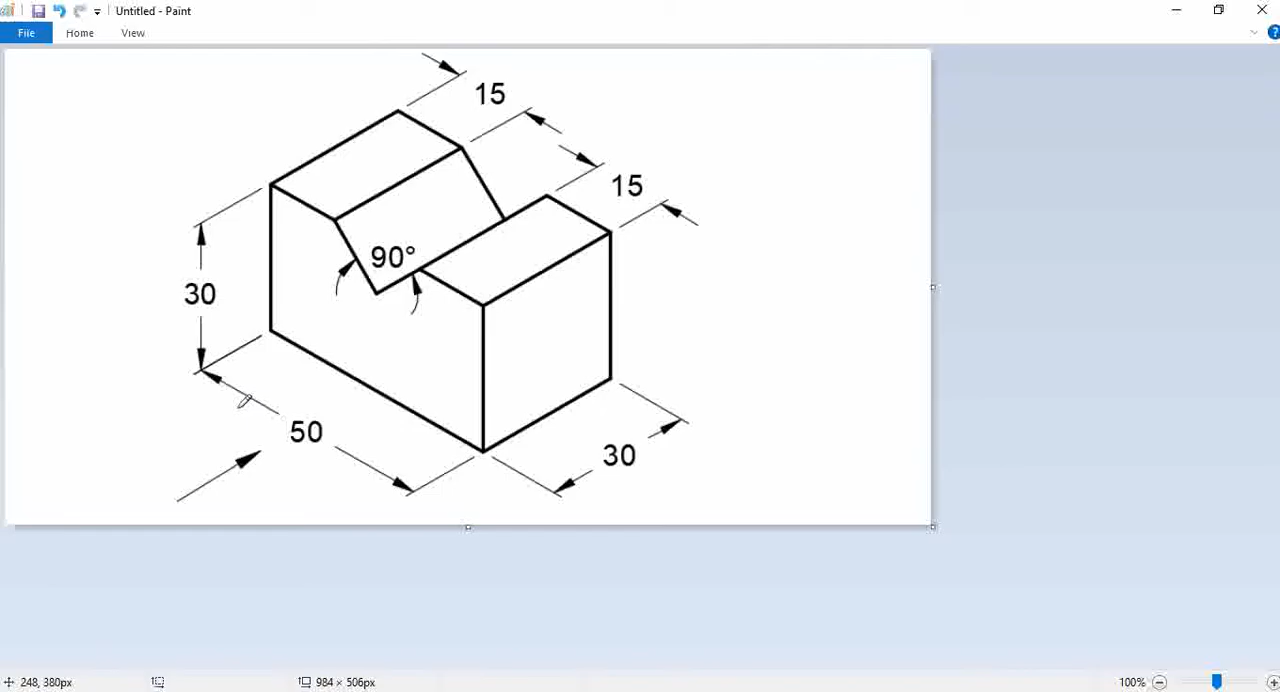 Untitled - Paint
File Home View
15
15
90°
30
50
30
248, 380px
984 × 506px
100%